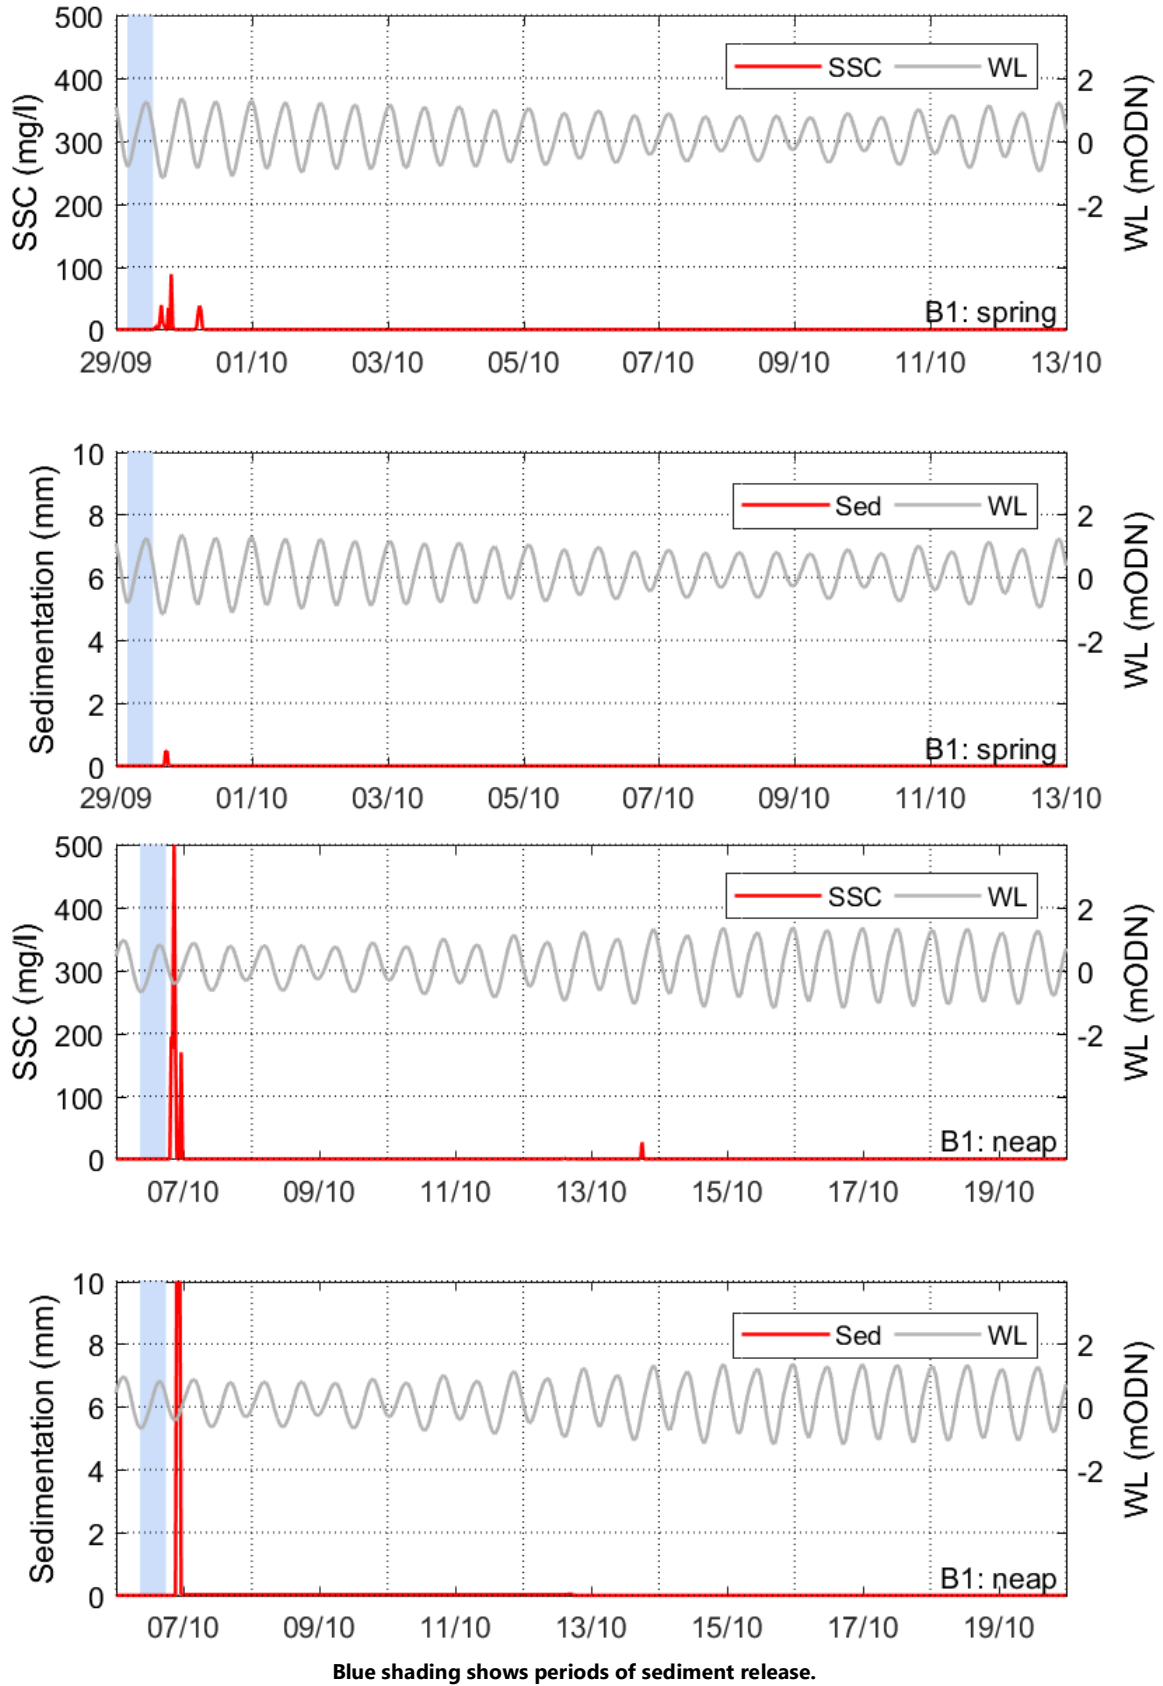 500
400
300
200
100
0
SSC (mg/l)
SSC WL
2
0
-2
WL (mODN)
B1: spring
29/09 01/10 03/10 05/10 07/10 09/10 11/10 13/10
10
8
6
4
2
0
Sedimentation (mm)
Sed WL
2
0
-2
WL (mODN)
B1: spring
29/09 01/10 03/10 05/10 07/10 09/10 11/10 13/10
500
400
300
200
100
0
SSC (mg/l)
SSC WL
2
0
-2
WL (mODN)
B1: neap
07/10 09/10 11/10 13/10 15/10 17/10 19/10
10
8
6
4
2
0
Sedimentation (mm)
Sed WL
2
0
-2
WL (mODN)
B1: neap
07/10 09/10 11/10 13/10 15/10 17/10 19/10
Blue shading shows periods of sediment release.